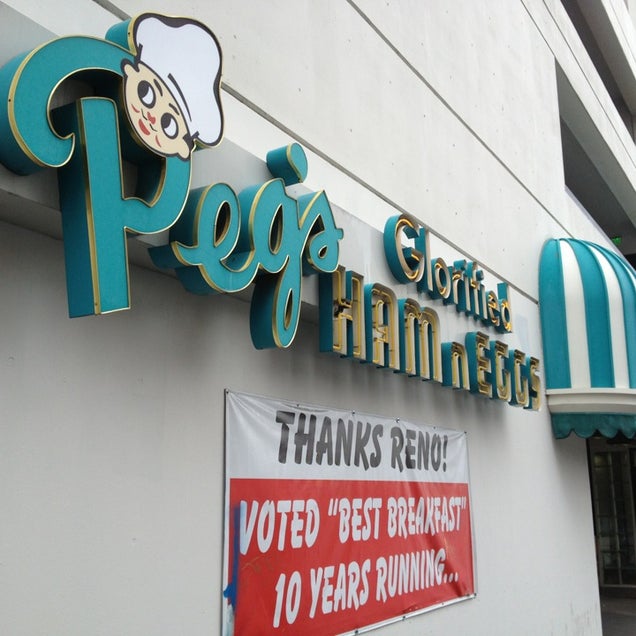 Peg's
Glorified
HAM n EGGS
THANKS RENO!
VOTED "BEST BREAKFAST"
10 YEARS RUNNING...